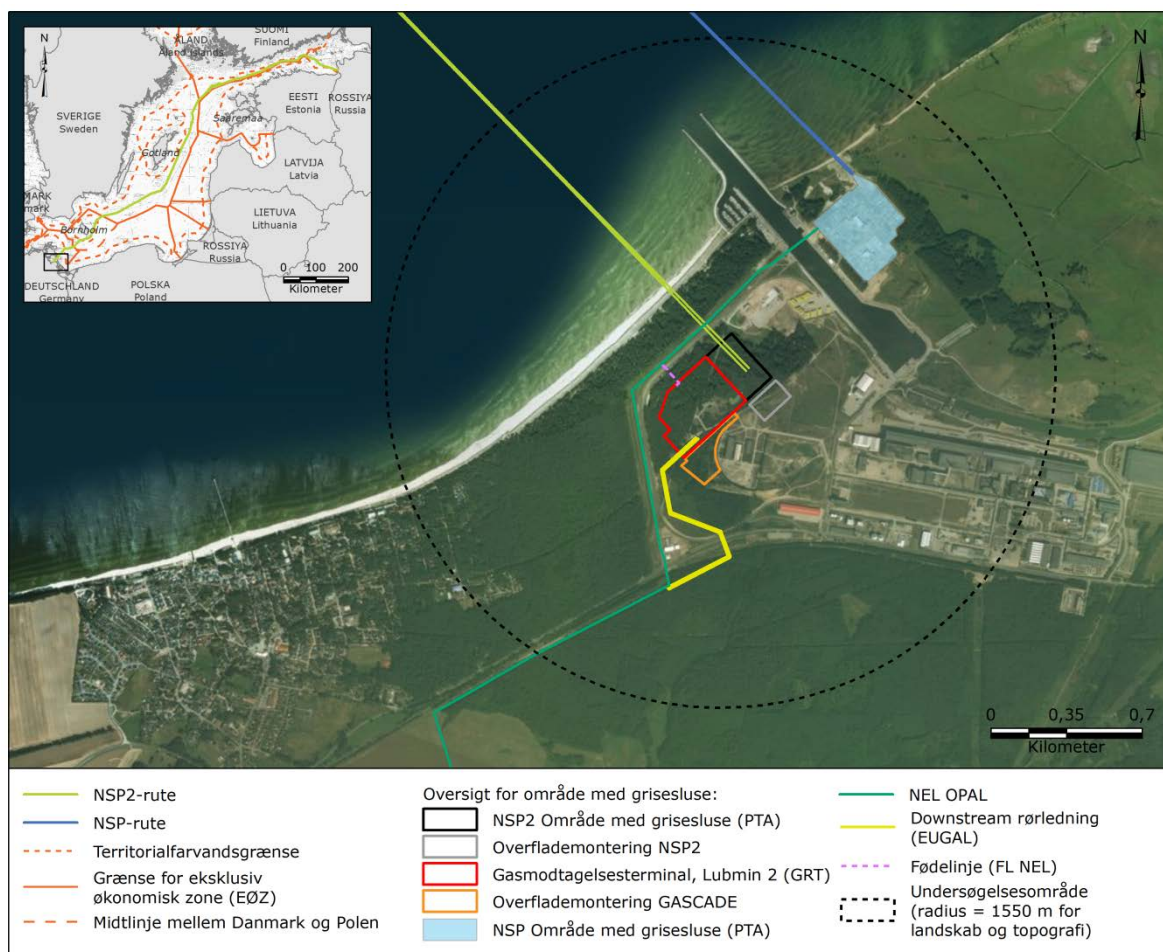 N
ÅLAND
Åland Islands
SUOMI
Finland
SVERIGE
Sweden
EESTI
Estonia
ROSSIYA
Russia
Saaremaa
Gotland
LATVIJA
Latvia
LIETUVA
Lithuania
MARK
mark
Bornholm
ROSSIYA
Russia
DEUTSCHLAND
Germany
POLSKA
Poland
0 100 200
Kilometer
N
0 0,35 0,7
Kilometer
NSP2-rute
NSP-rute
Territorialfarvandsgrænse
Grænse for eksklusiv
økonomisk zone (EØZ)
Midtlinje mellem Danmark og Polen
Oversigt for område med grisesluse:
NSP2 Område med grisesluse (PTA)
Overflademontering NSP2
Gasmodtagelsesterminal, Lubmin 2 (GRT)
Overflademontering GASCADE
NSP Område med grisesluse (PTA)
NEL OPAL
Downstream rørledning
(EUGAL)
Fødelinje (FL NEL)
Undersøgelsesområde
(radius = 1550 m for
landskab og topografi)